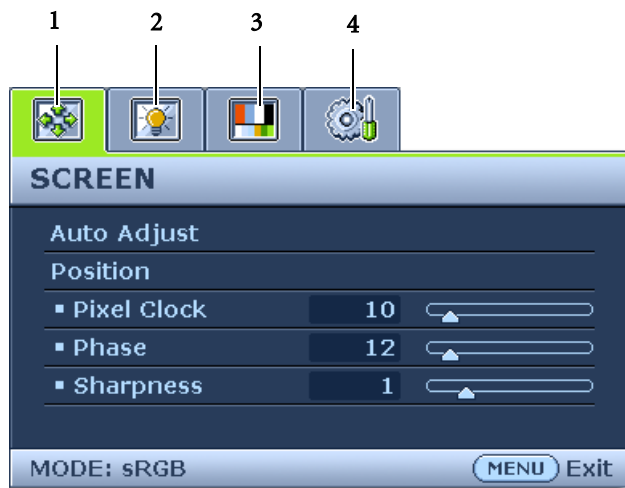 1 2 3 4
SCREEN
Auto Adjust
Position
▪ Pixel Clock 10
▪ Phase 12
▪ Sharpness 1
MODE: sRGB MENU Exit